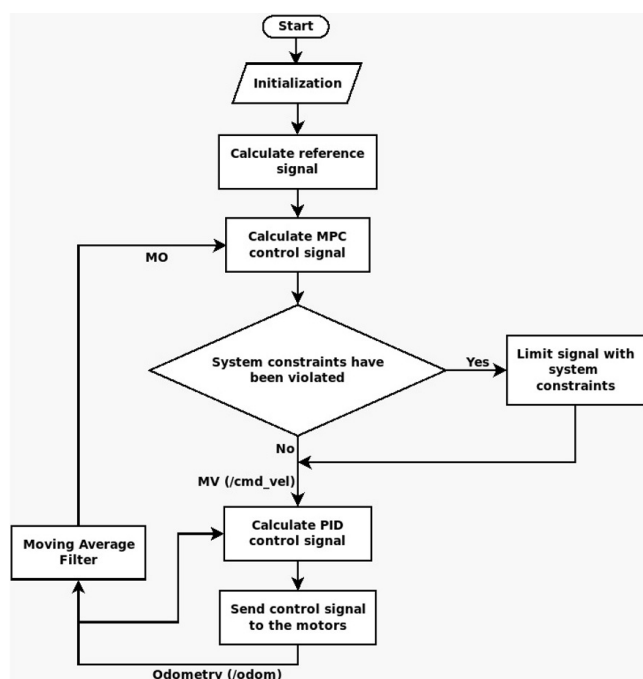 Start
Initialization
Calculate reference
signal
Calculate MPC
control signal
MO
System constraints have
been violated
Yes
Limit signal with
system
constraints
No
MV (/cmd_vel)
Calculate PID
control signal
Moving Average
Filter
Send control signal
to the motors
Odometry (/odom)